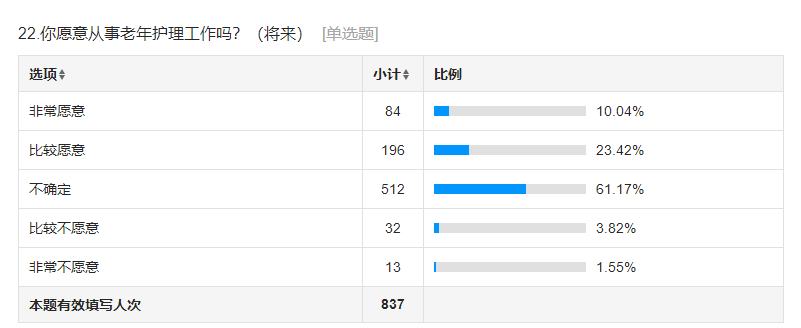 22.你愿意从事老年护理工作吗？（将来） [单选题]
选项 小计 比例
非常愿意 84 10.04%
比较愿意 196 23.42%
不确定 512 61.17%
比较不愿意 32 3.82%
非常不愿意 13 1.55%
本题有效填写人次 837